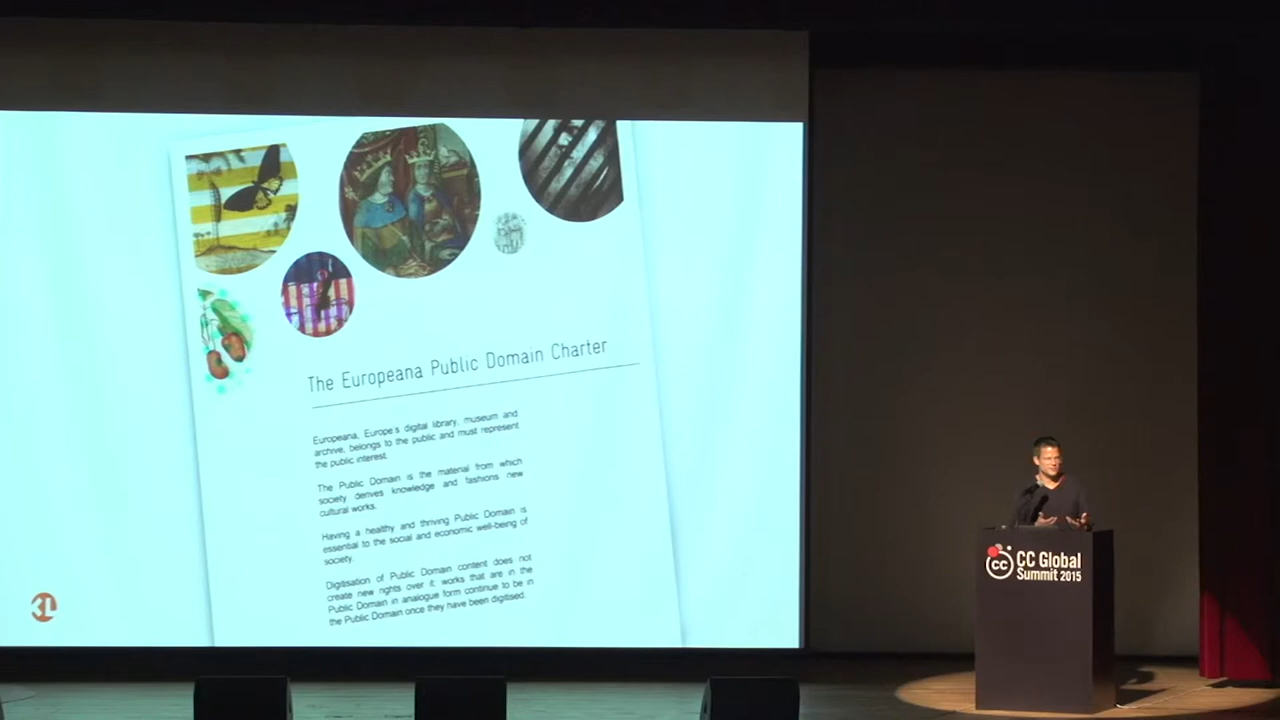 The Europeana Public Domain Charter
Europeana, Europe's digital library, museum and
archive, belongs to the public and must represent
the public interest.
The Public Domain is the material from which
society derives knowledge and fashions new
cultural works.
Having a healthy and thriving Public Domain is
essential to the social and economic well-being of
society.
Digitisation of Public Domain content does not
create new rights over it: works that are in the
Public Domain in analogue form continue to be in
the Public Domain once they have been digitised.
3L
cc
CC Global
Summit 2015